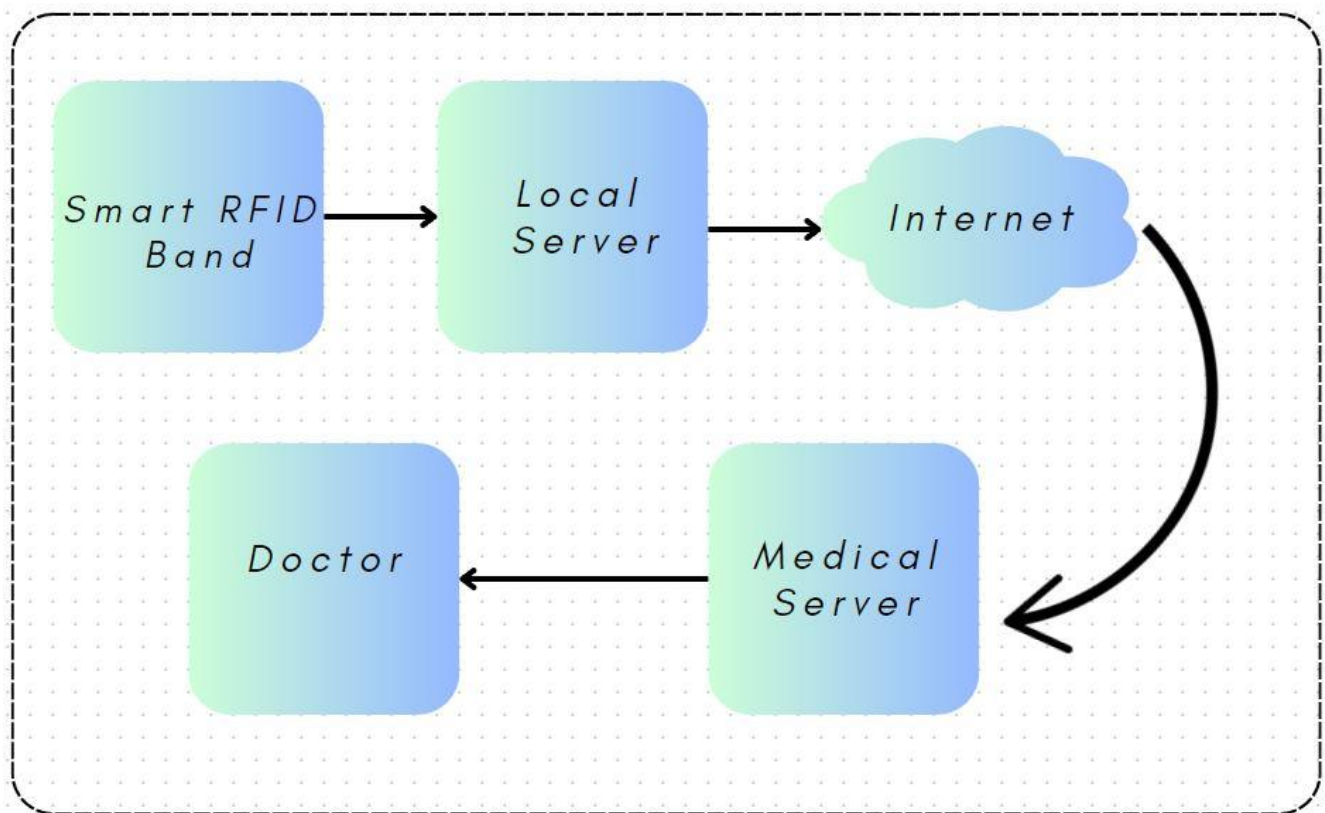 Smart RFID
Band
Local
Server
Internet
Doctor
Medical
Server